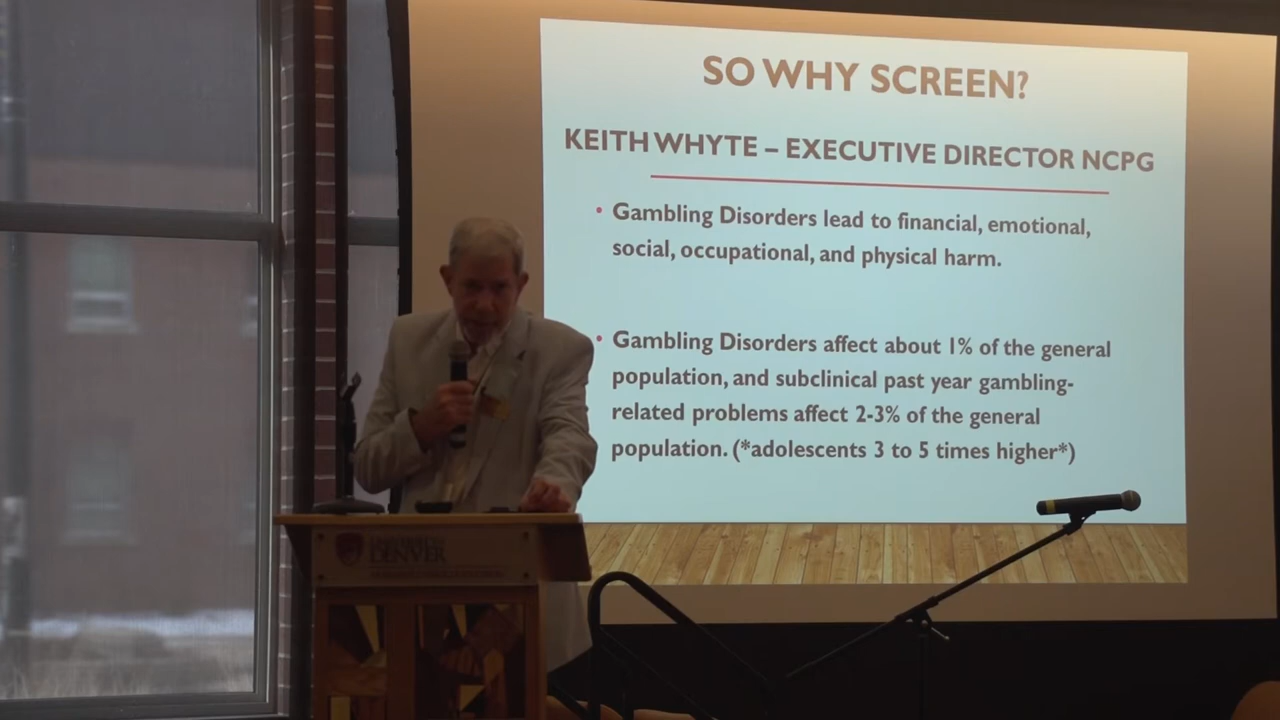 SO WHY SCREEN?
KEITH WHYTE – EXECUTIVE DIRECTOR NCPG
• Gambling Disorders lead to financial, emotional,
social, occupational, and physical harm.
• Gambling Disorders affect about 1% of the general
population, and subclinical past year gambling-
related problems affect 2-3% of the general
population. (*adolescents 3 to 5 times higher*)
DENVER